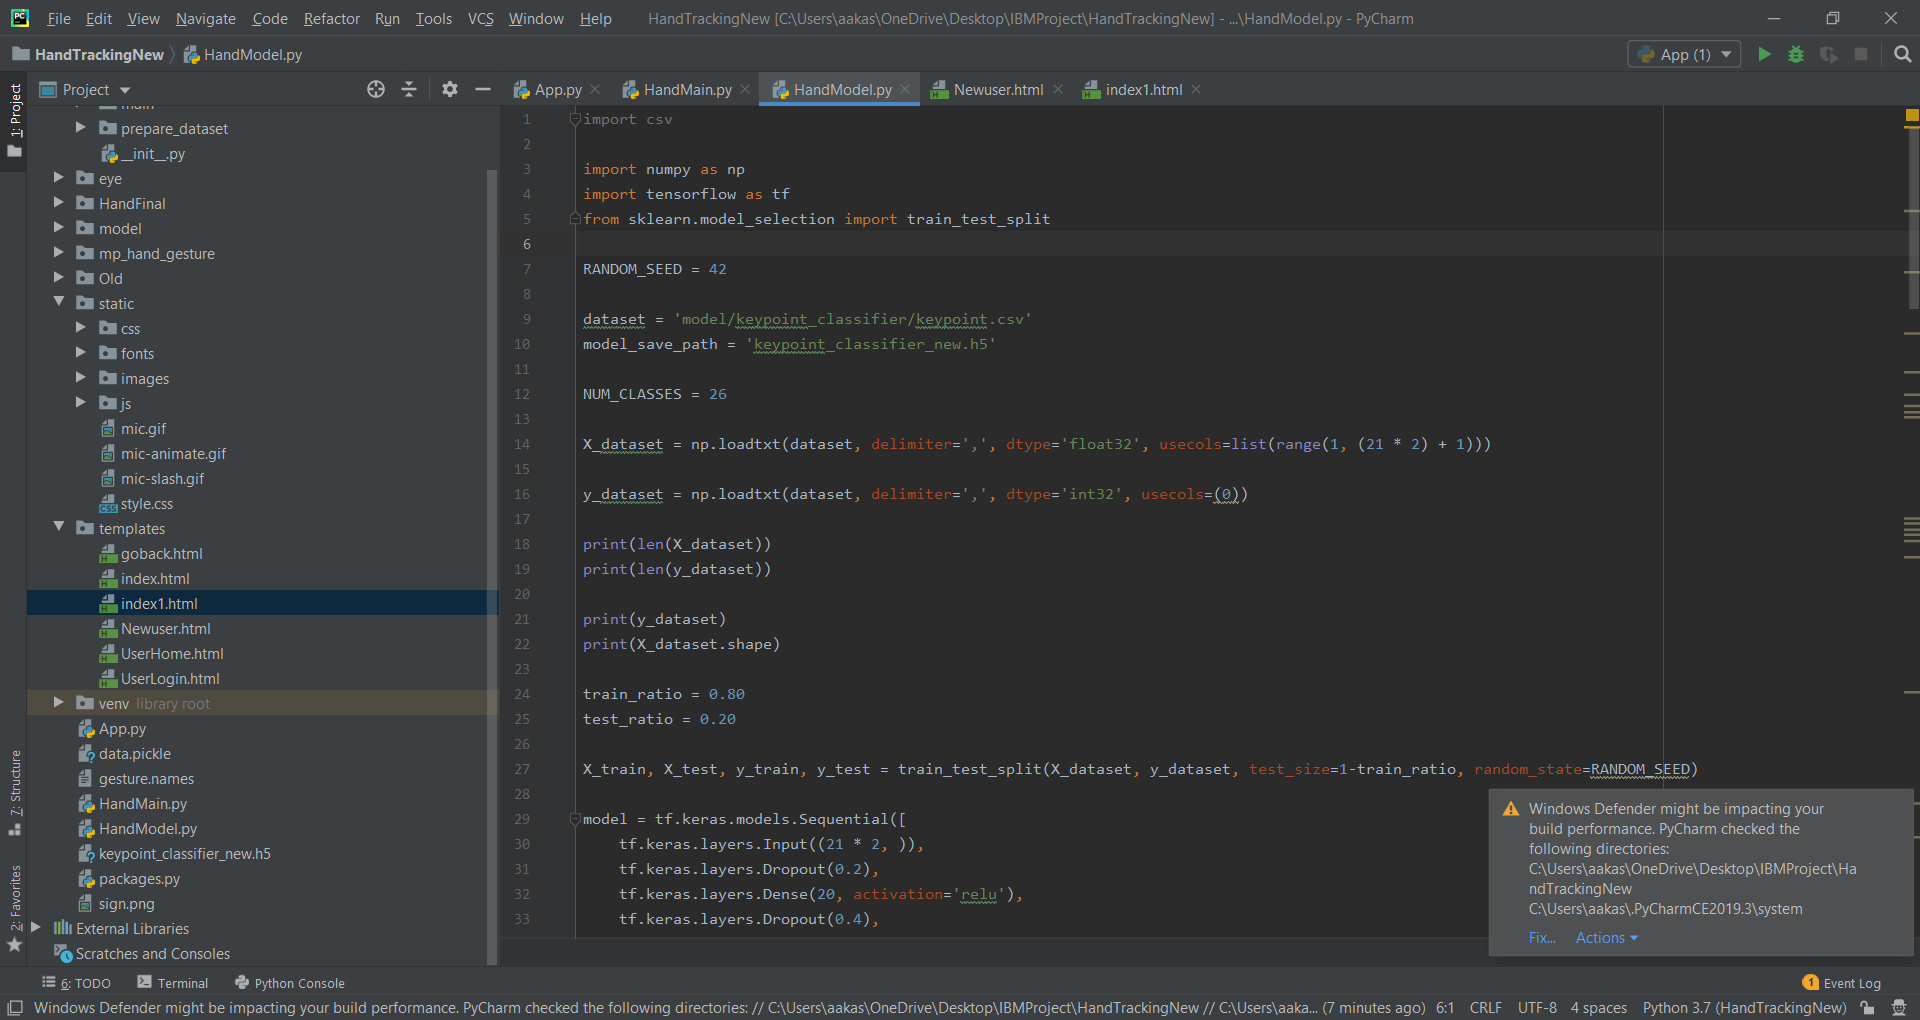 PC File Edit View Navigate Code Refactor Run Tools VCS Window Help HandTrackingNew [C:\Users\aakas\OneDrive\Desktop\IBMProject\HandTrackingNew] - ...\HandModel.py - PyCharm
HandTrackingNew HandModel.py App (1)
1: Project
7: Structure
2: Favorites
Project
main
prepare_dataset
__init__.py
eye
HandFinal
model
mp_hand_gesture
Old
static
css
fonts
images
js
mic.gif
mic-animate.gif
mic-slash.gif
style.css
templates
goback.html
index.html
index1.html
Newuser.html
UserHome.html
UserLogin.html
venv library root
App.py
data.pickle
gesture.names
HandMain.py
HandModel.py
keypoint_classifier_new.h5
packages.py
sign.png
External Libraries
Scratches and Consoles
App.py HandMain.py HandModel.py Newuser.html index1.html
1 import csv
2
3 import numpy as np
4 import tensorflow as tf
5 from sklearn.model_selection import train_test_split
6
7 RANDOM_SEED = 42
8
9 dataset = 'model/keypoint_classifier/keypoint.csv'
10 model_save_path = 'keypoint_classifier_new.h5'
11
12 NUM_CLASSES = 26
13
14 X_dataset = np.loadtxt(dataset, delimiter=',', dtype='float32', usecols=list(range(1, (21 * 2) + 1)))
15
16 y_dataset = np.loadtxt(dataset, delimiter=',', dtype='int32', usecols=(0))
17
18 print(len(X_dataset))
19 print(len(y_dataset))
20
21 print(y_dataset)
22 print(X_dataset.shape)
23
24 train_ratio = 0.80
25 test_ratio = 0.20
26
27 X_train, X_test, y_train, y_test = train_test_split(X_dataset, y_dataset, test_size=1-train_ratio, random_state=RANDOM_SEED)
28
29 model = tf.keras.models.Sequential([
30 tf.keras.layers.Input((21 * 2, )),
31 tf.keras.layers.Dropout(0.2),
32 tf.keras.layers.Dense(20, activation='relu'),
33 tf.keras.layers.Dropout(0.4),
Windows Defender might be impacting your
build performance. PyCharm checked the
following directories:
C:\Users\aakas\OneDrive\Desktop\IBMProject\Ha
ndTrackingNew
C:\Users\aakas\.PyCharmCE2019.3\system
Fix... Actions
6: TODO Terminal Python Console 1 Event Log
Windows Defender might be impacting your build performance. PyCharm checked the following directories: // C:\Users\aakas\OneDrive\Desktop\IBMProject\HandTrackingNew // C:\Users\aaka... (7 minutes ago) 6:1 CRLF UTF-8 4 spaces Python 3.7 (HandTrackingNew)